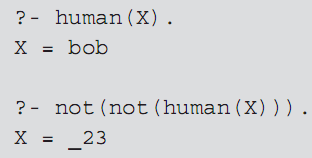 ?- human(X).
X = bob
?- not(not(human(X))).
X = _23